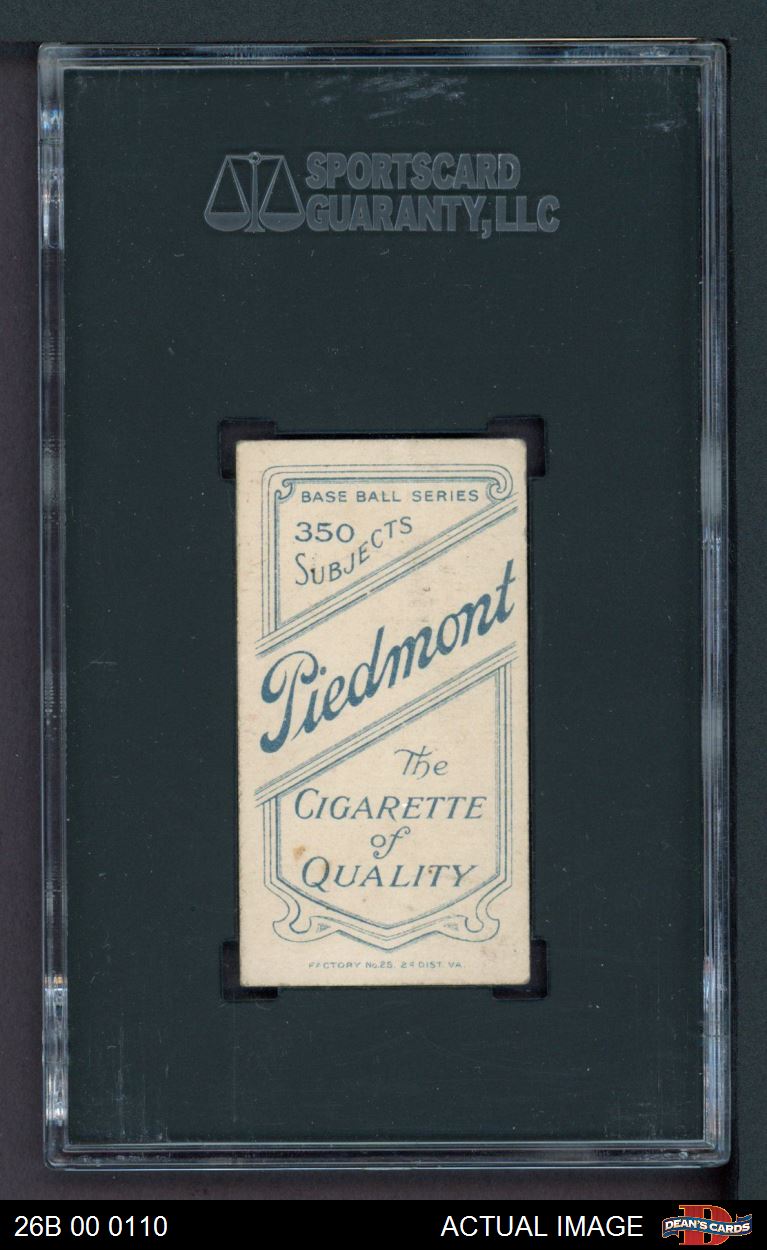 SPORTSCARD
GUARANTY, LLC
BASE BALL SERIES
350
SUBJECTS
Piedmont
The
CIGARETTE
of
QUALITY
FACTORY No. 25. 2d DIST. VA.
26B 00 0110
ACTUAL IMAGE
DEAN'S CARDS